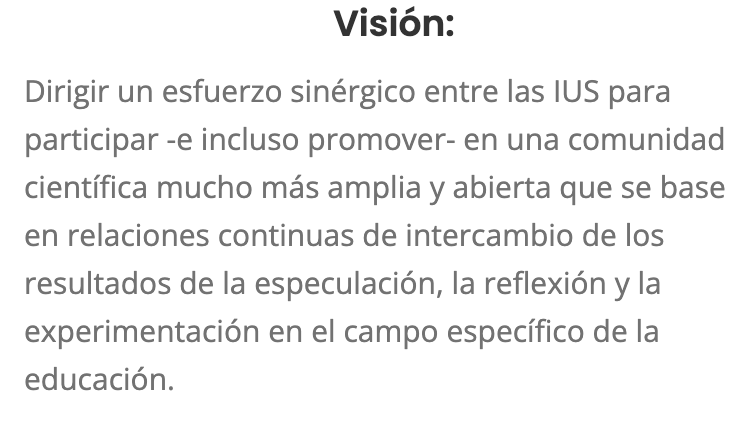 Visión:
Dirigir un esfuerzo sinérgico entre las IUS para
participar -e incluso promover- en una comunidad
científica mucho más amplia y abierta que se base
en relaciones continuas de intercambio de los
resultados de la especulación, la reflexión y la
experimentación en el campo específico de la
educación.